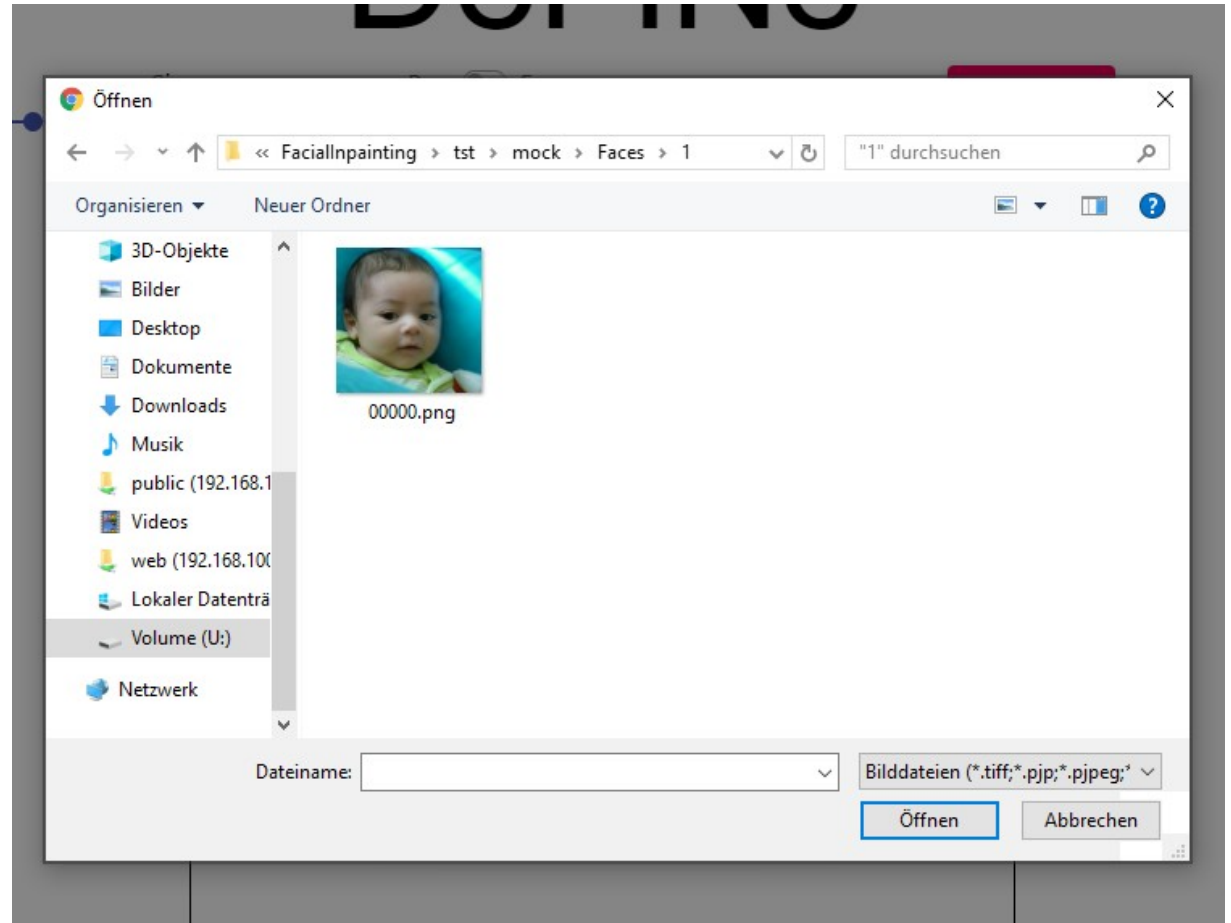 Öffnen
« FacialInpainting › tst › mock › Faces › 1
"1" durchsuchen
Organisieren
Neuer Ordner
3D-Objekte
Bilder
Desktop
Dokumente
Downloads
Musik
public (192.168.1
Videos
web (192.168.100
Lokaler Datenträ
Volume (U:)
Netzwerk
00000.png
Dateiname:
Bilddateien (*.tiff;*.pjp;*.pjpeg;*
Öffnen
Abbrechen